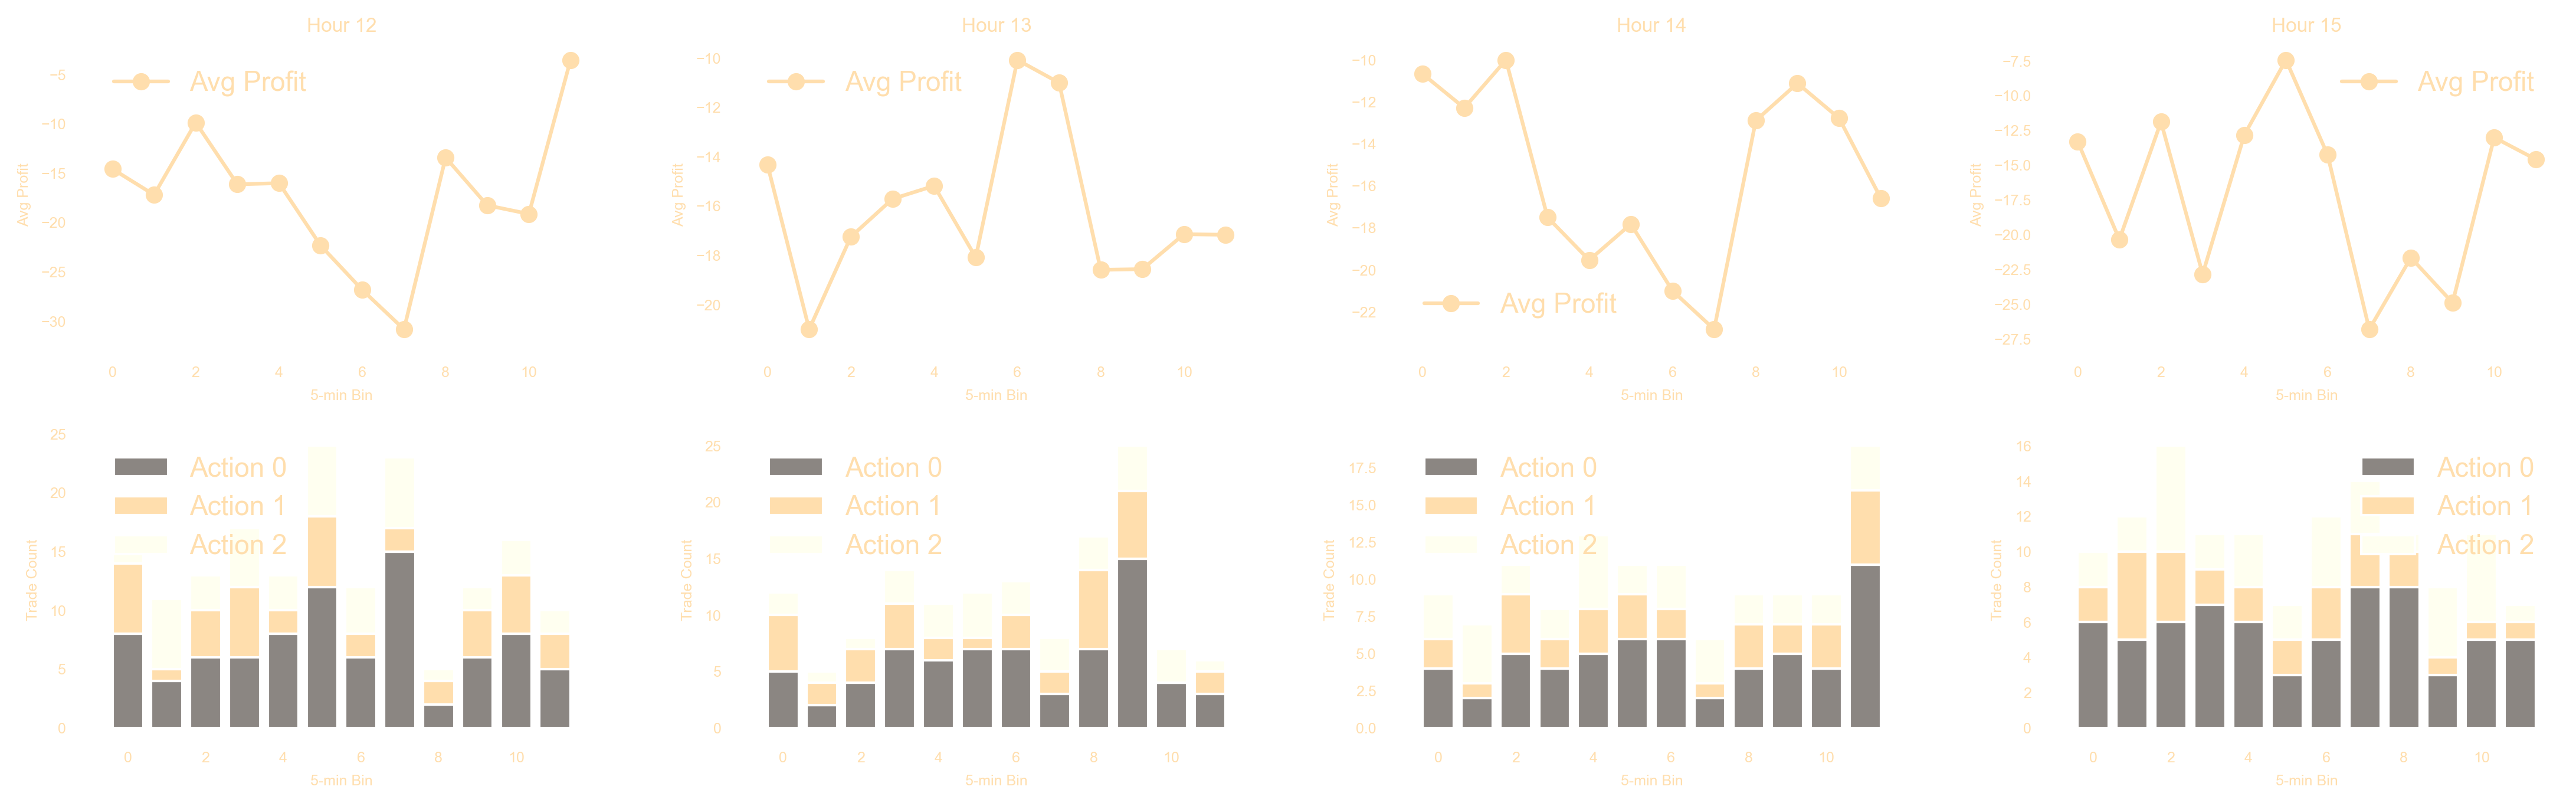 Hour 12
Avg Profit
−5
−10
−15
−20
−25
−30
Avg Profit
0 2 4 6 8 10
5-min Bin
Hour 13
Avg Profit
−10
−12
−14
−16
−18
−20
Avg Profit
0 2 4 6 8 10
5-min Bin
Hour 14
Avg Profit
−10
−12
−14
−16
−18
−20
−22
Avg Profit
0 2 4 6 8 10
5-min Bin
Hour 15
Avg Profit
−7.5
−10.0
−12.5
−15.0
−17.5
−20.0
−22.5
−25.0
−27.5
Avg Profit
0 2 4 6 8 10
5-min Bin
Trade Count
25
20
15
10
5
0
Action 0
Action 1
Action 2
0 2 4 6 8 10
5-min Bin
Trade Count
25
20
15
10
5
0
Action 0
Action 1
Action 2
0 2 4 6 8 10
5-min Bin
Trade Count
17.5
15.0
12.5
10.0
7.5
5.0
2.5
0.0
Action 0
Action 1
Action 2
0 2 4 6 8 10
5-min Bin
Trade Count
16
14
12
10
8
6
4
2
0
Action 0
Action 1
Action 2
0 2 4 6 8 10
5-min Bin